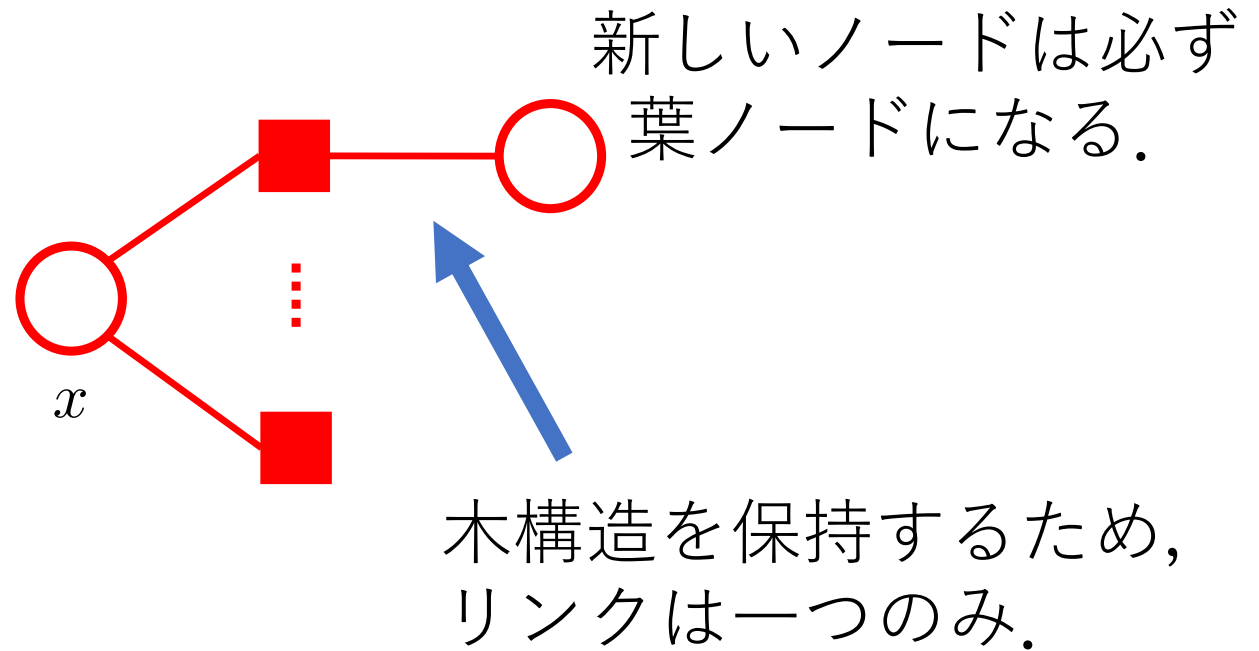 新しいノードは必ず
葉ノードになる.
x
木構造を保持するため,
リンクは一つのみ.